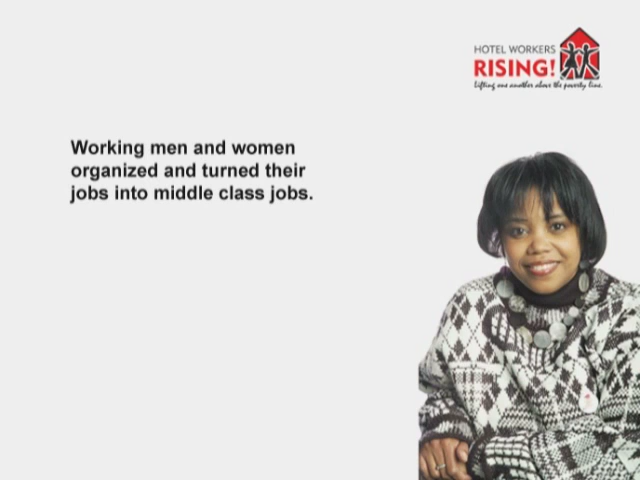 HOTEL WORKERS
RISING!
Lifting one another above the poverty line.
Working men and women
organized and turned their
jobs into middle class jobs.